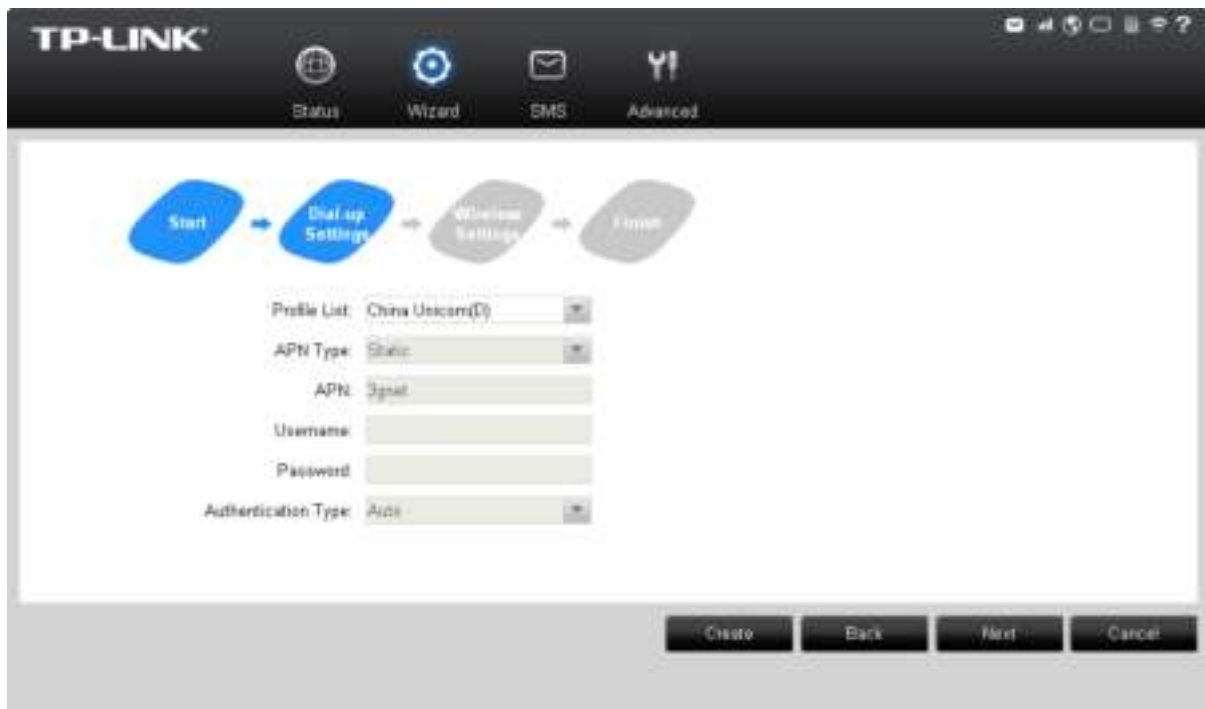 TP-LINK
?
Status
Wizard
SMS
Advanced
Start
Dial-up
Settings
Wireless
Settings
Finish
Profile List: China Unicom(D)
APN Type: Static
APN: 3gnet
Username:
Password:
Authentication Type: Auto
Create
Back
Next
Cancel